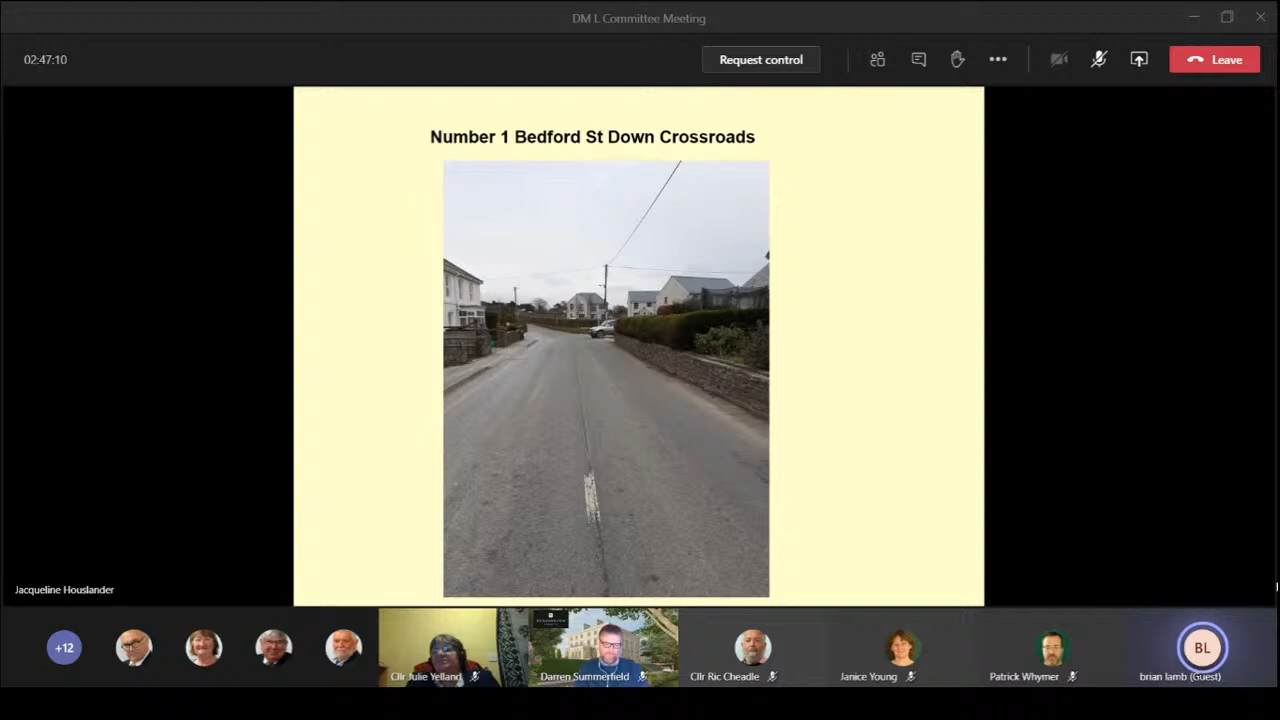 DM L Committee Meeting
02:47:10
Request control
Leave
Number 1 Bedford St Down Crossroads
Jacqueline Houslander
+12
Cllr Julie Yelland
Darren Summerfield
Cllr Ric Cheadle
Janice Young
Patrick Whymer
BL
brian lamb (Guest)